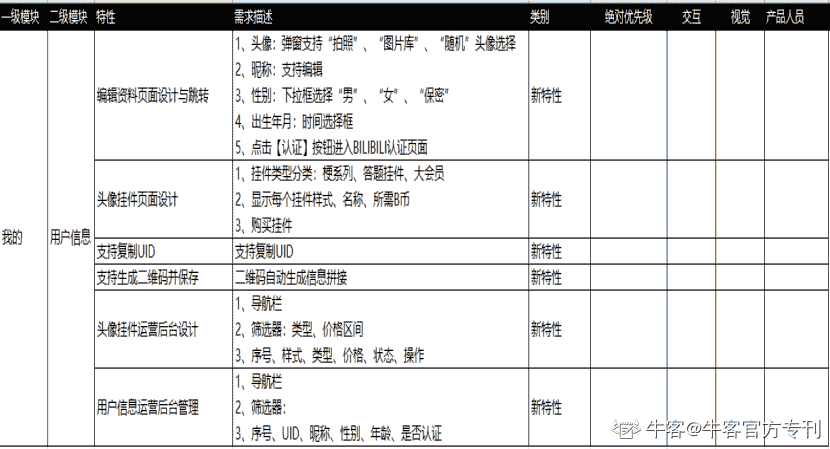 一级模块 二级模块 特性 需求描述 类别 绝对优先级 交互 视觉 产品人员
1、头像：弹窗支持“拍照”、“图片库”、“随机”头像选择
2、昵称：支持编辑
编辑资料页面设计与跳转 3、性别：下拉框选择“男”、“女”、“保密” 新特性
4、出生年月：时间选择框
5、点击【认证】按钮进入BILIBILI认证页面
1、挂件类型分类：梗系列、答题挂件、大会员
头像挂件页面设计 2、显示每个挂件样式、名称、所需B币 新特性
3、购买挂件
我的 用户信息
支持复制UID 支持复制UID 新特性
支持生成二维码并保存 二维码自动生成信息拼接 新特性
1、导航栏
头像挂件运营后台设计 2、筛选器：类型、价格区间 新特性
3、序号、样式、类型、价格、状态、操作
1、导航栏
用户信息运营后台管理 2、筛选器： 新特性
3、序号、UID、昵称、性别、年龄、是否认证
牛客@牛客官方专刊